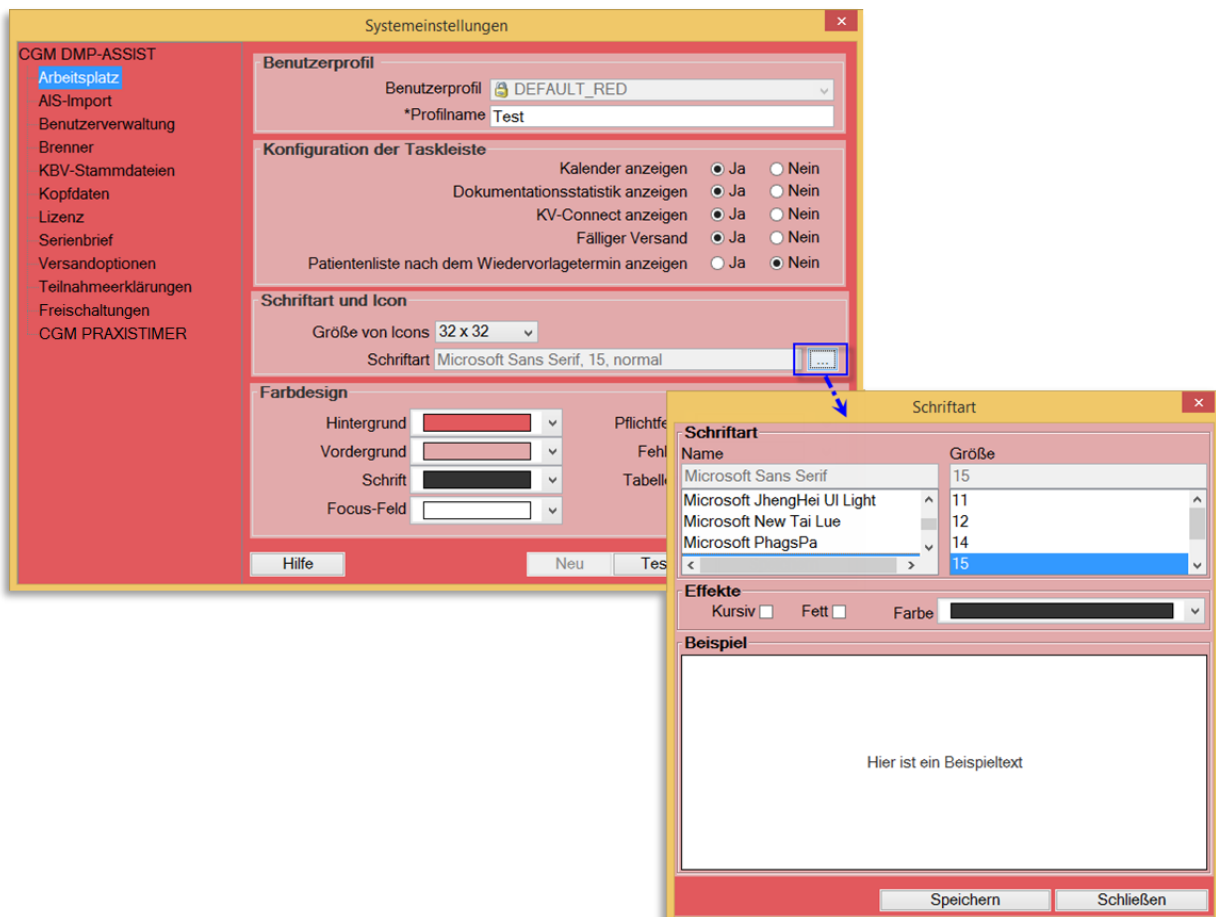 Systemeinstellungen
CGM DMP-ASSIST
Arbeitsplatz
AIS-Import
Benutzerverwaltung
Brenner
KBV-Stammdateien
Kopfdaten
Lizenz
Serienbrief
Versandoptionen
Teilnahmeerklärungen
Freischaltungen
CGM PRAXISTIMER
Benutzerprofil
Benutzerprofil DEFAULT_RED
*Profilname Test
Konfiguration der Taskleiste
Kalender anzeigen Ja Nein
Dokumentationsstatistik anzeigen Ja Nein
KV-Connect anzeigen Ja Nein
Fälliger Versand Ja Nein
Patientenliste nach dem Wiedervorlagetermin anzeigen Ja Nein
Schriftart und Icon
Größe von Icons 32 x 32
Schriftart Microsoft Sans Serif, 15, normal ...
Farbdesign
Hintergrund Pflichtfe
Vordergrund Fehl
Schrift Tabelle
Focus-Feld
Hilfe Neu Tes
Schriftart
Schriftart
Name Größe
Microsoft Sans Serif 15
Microsoft JhengHei UI Light 11
Microsoft New Tai Lue 12
Microsoft PhagsPa 14
15
Effekte
Kursiv Fett Farbe
Beispiel
Hier ist ein Beispieltext
Speichern Schließen